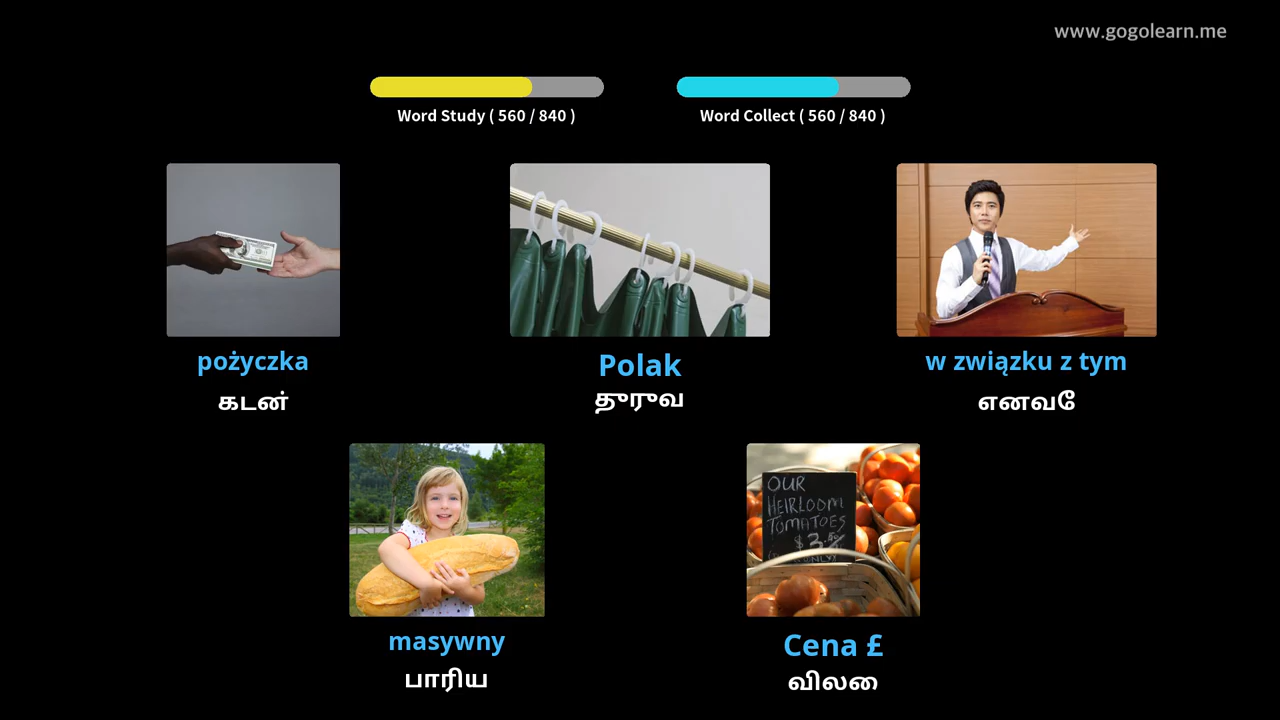 www.gogolearn.me
Word Study ( 560 / 840 )
Word Collect ( 560 / 840 )
pożyczka
கடன்
Polak
துருவ
w związku z tym
எனவே
OUR
HEIRLOOM
TOMATOES
masywny
பாரிய
Cena £
விலை